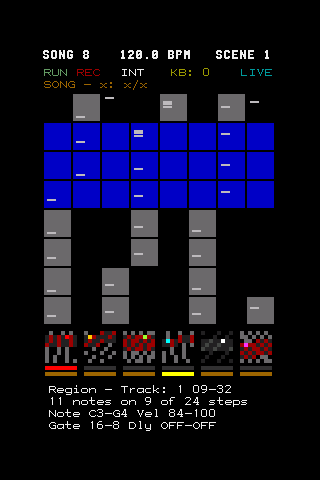 SONG 8 120.0 BPM SCENE 1
RUN REC INT KB: O LIVE
SONG – x: x/x
Region – Track: 1 09–32
11 notes on 9 of 24 steps
Note C3–G4 Vel 84–100
Gate 16–8 Dly OFF–OFF